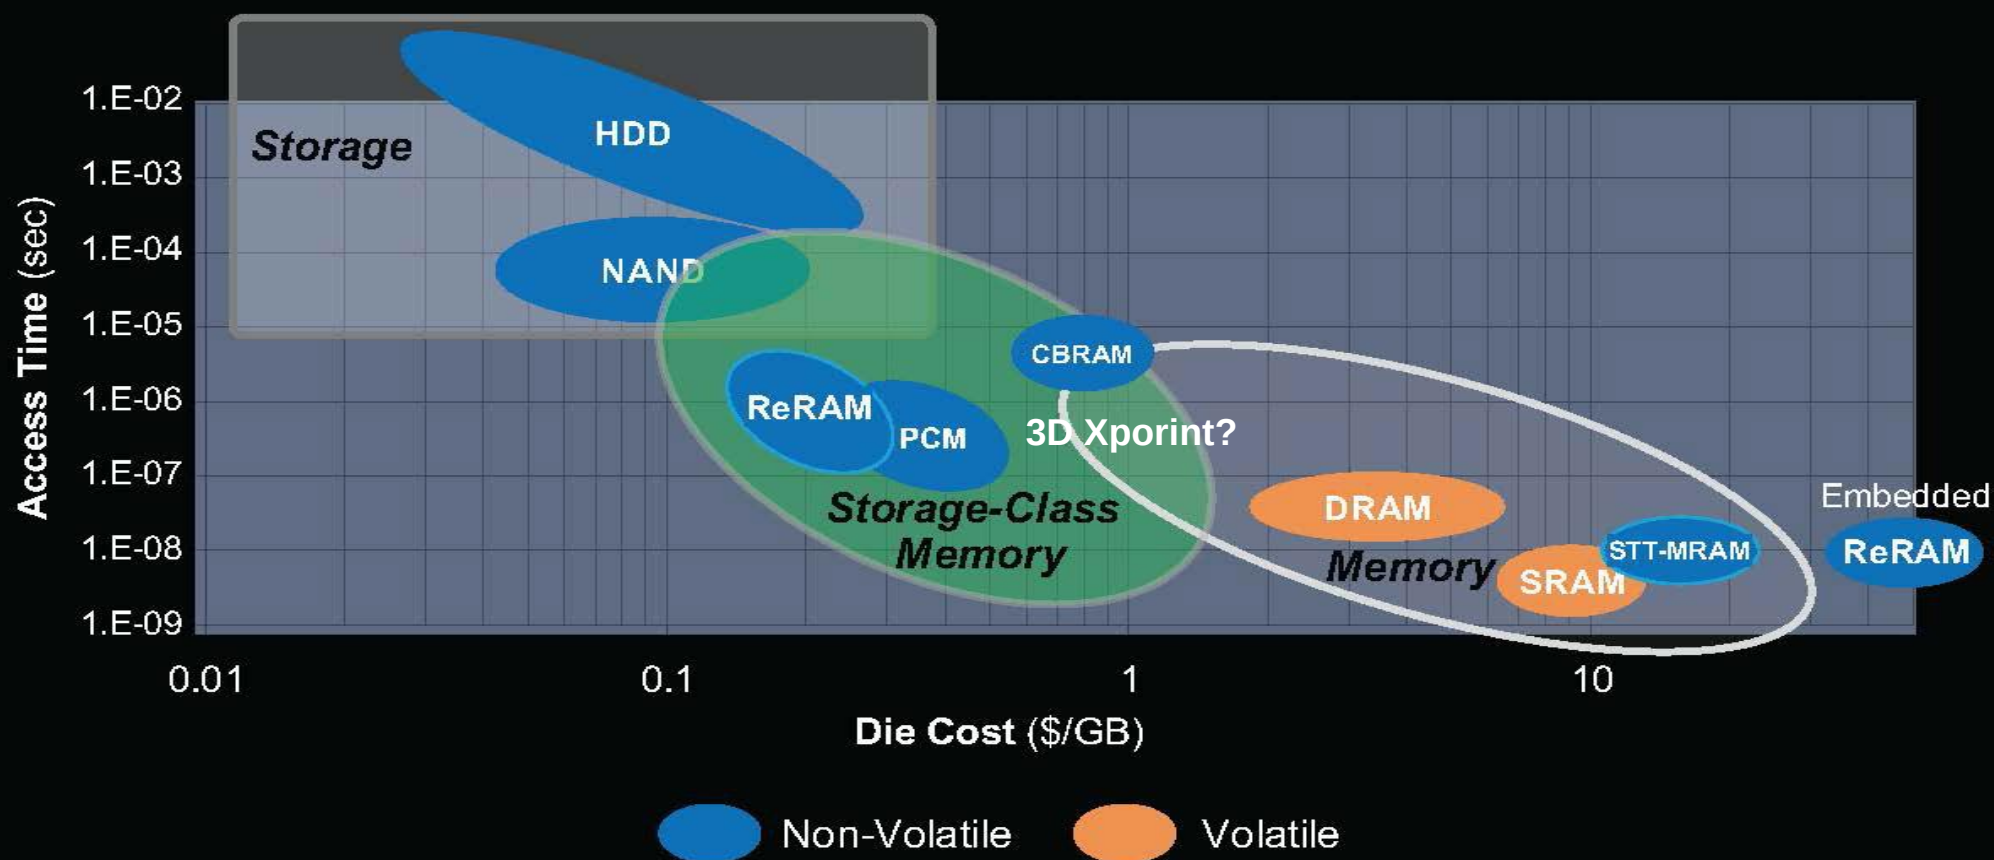 1.E-02
1.E-03
1.E-04
1.E-05
1.E-06
1.E-07
1.E-08
1.E-09
Access Time (sec)
Storage
HDD
NAND
CBRAM
ReRAM
PCM
3D Xporint?
Storage-Class
Memory
DRAM
Memory
SRAM
STT-MRAM
Embedded
ReRAM
0.01
0.1
1
10
Die Cost ($/GB)
Non-Volatile
Volatile